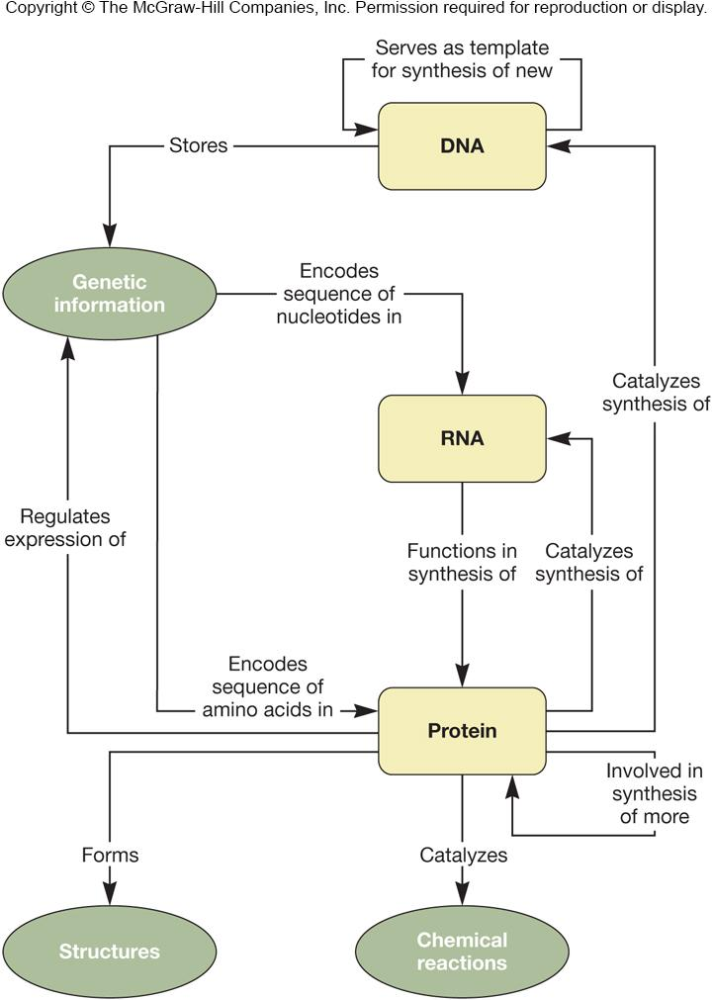 Copyright © The McGraw-Hill Companies, Inc. Permission required for reproduction or display.
Serves as template
for synthesis of new
DNA
Stores
Genetic
information
Encodes
sequence of
nucleotides in
Catalyzes
synthesis of
RNA
Regulates
expression of
Functions in
synthesis of
Catalyzes
synthesis of
Encodes
sequence of
amino acids in
Protein
Involved in
synthesis
of more
Forms
Catalyzes
Structures
Chemical
reactions